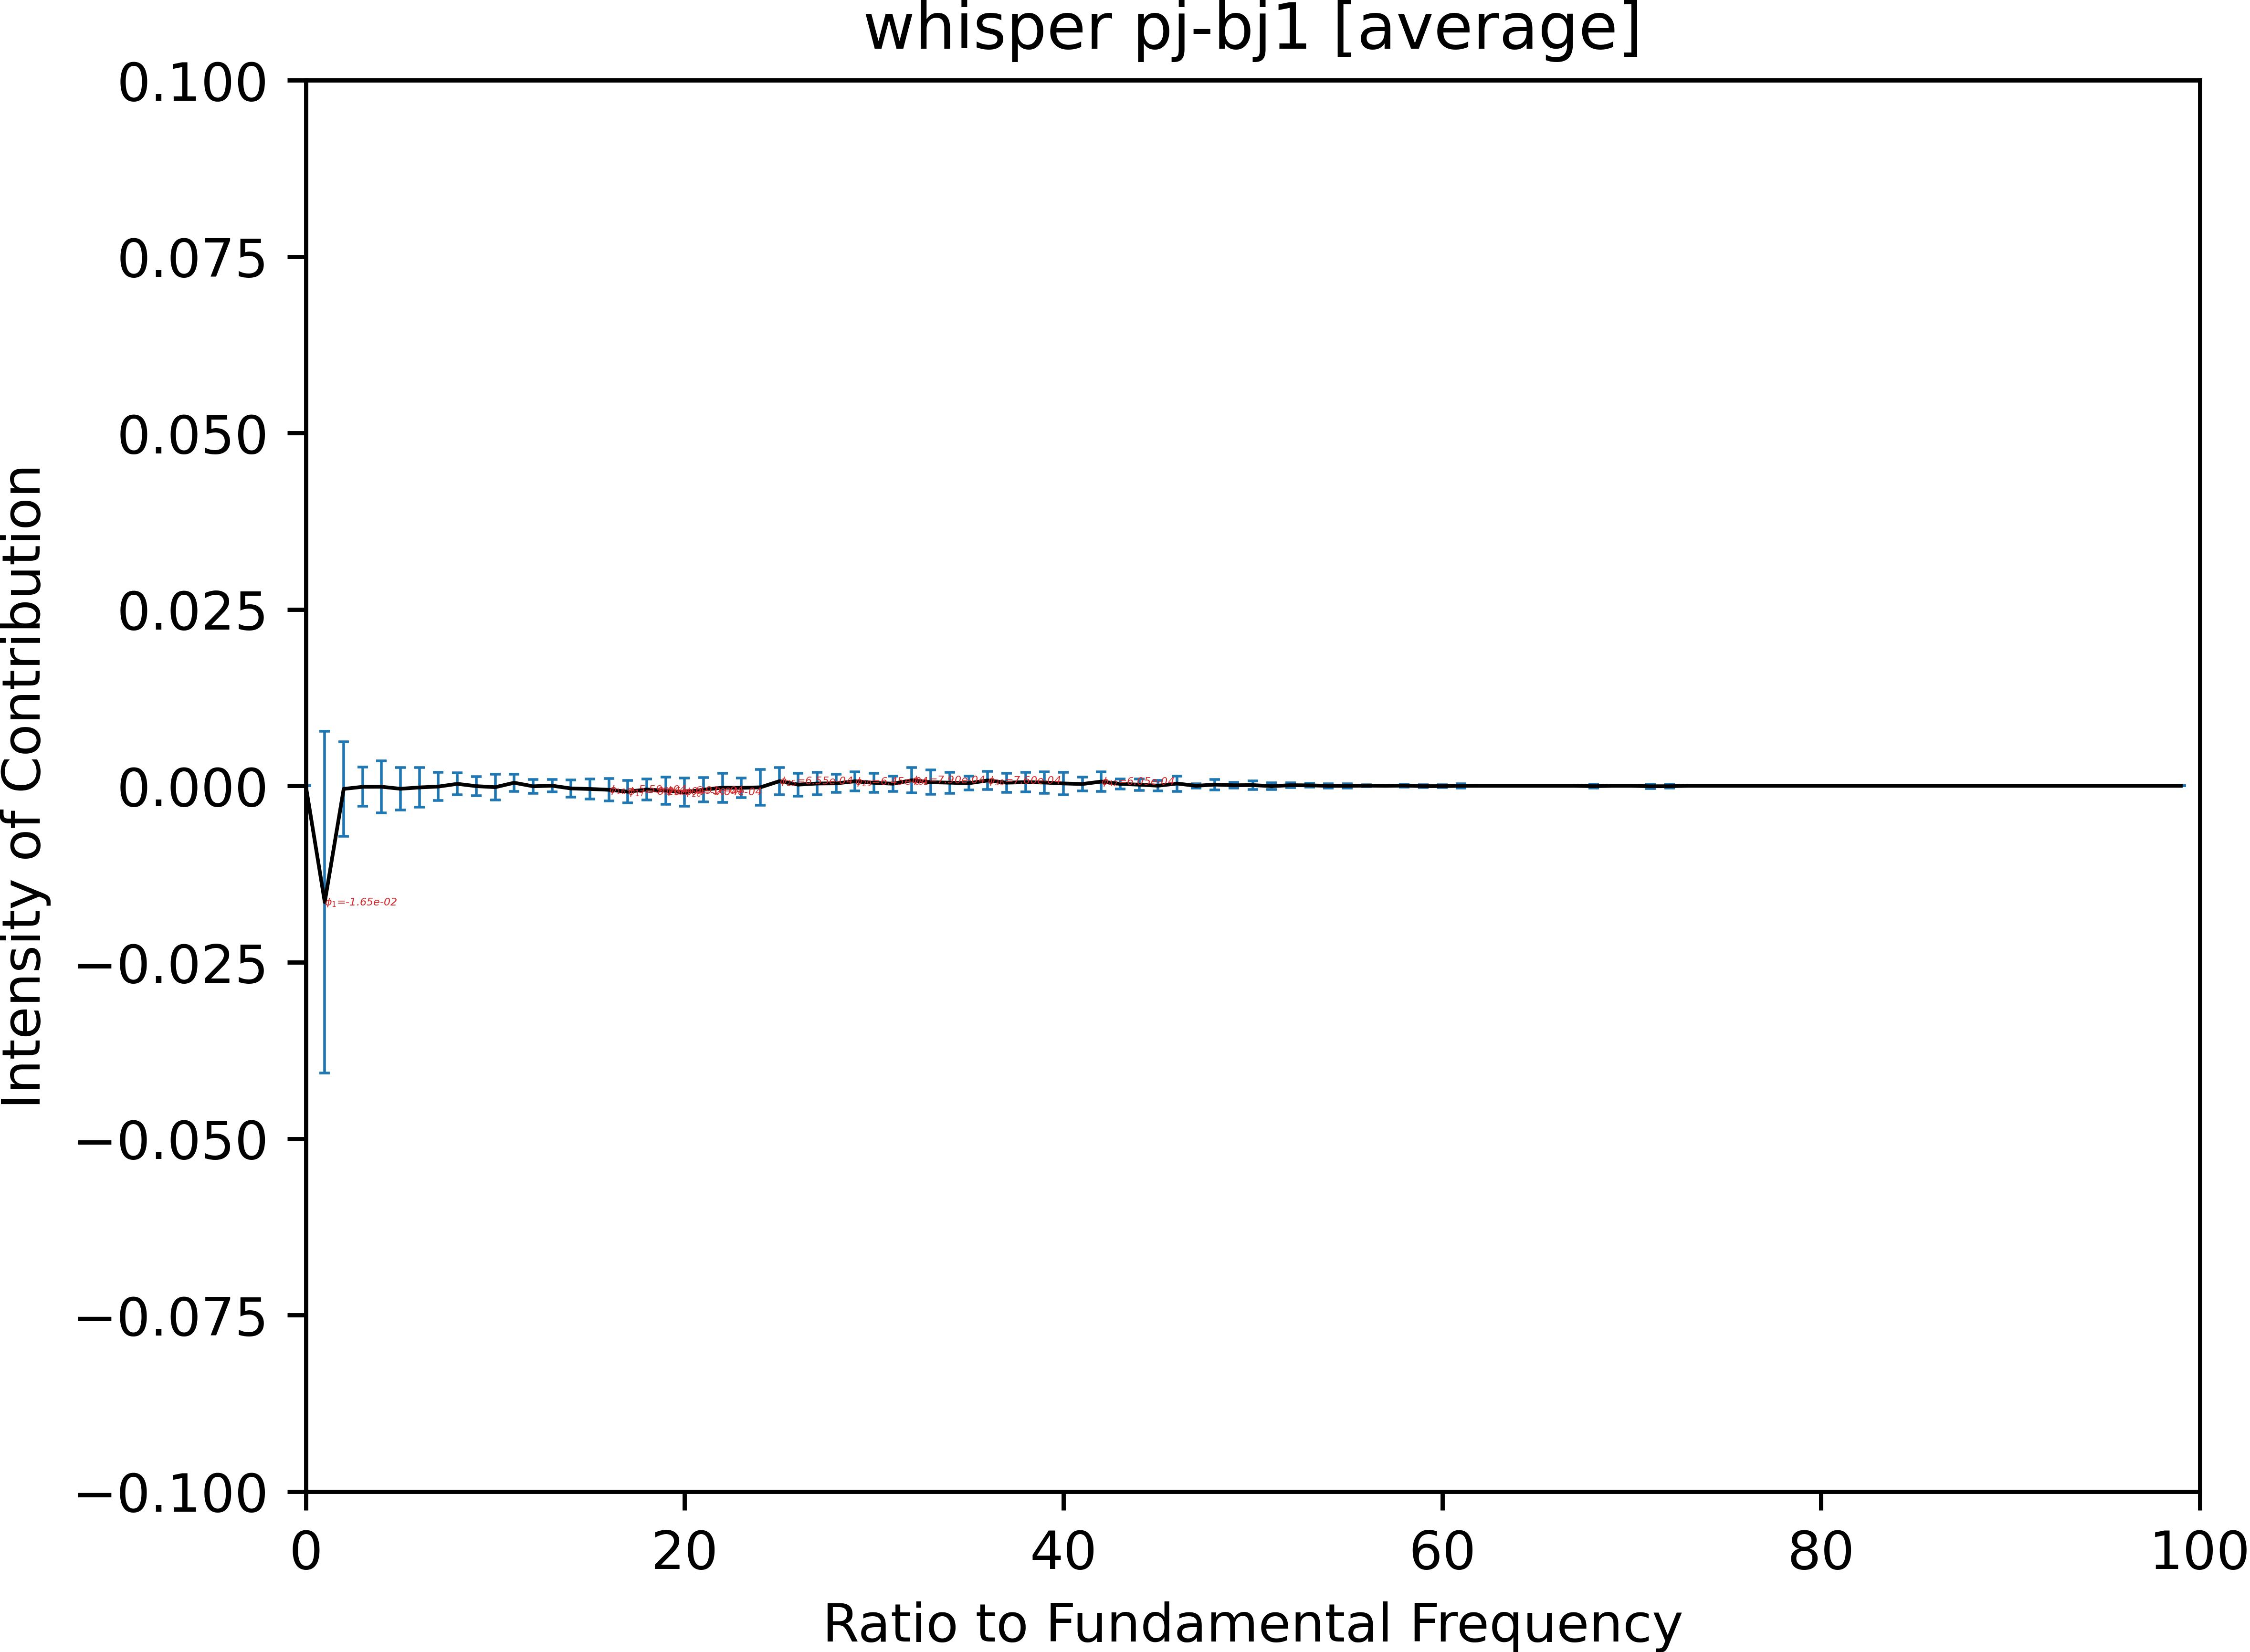 whisper pj-bj1 [average]
0.100
0.075
0.050
0.025
0.000
−0.025
−0.050
−0.075
−0.100
Intensity of Contribution
ϕ₁=-1.65e-02
0 20 40 60 80 100
Ratio to Fundamental Frequency